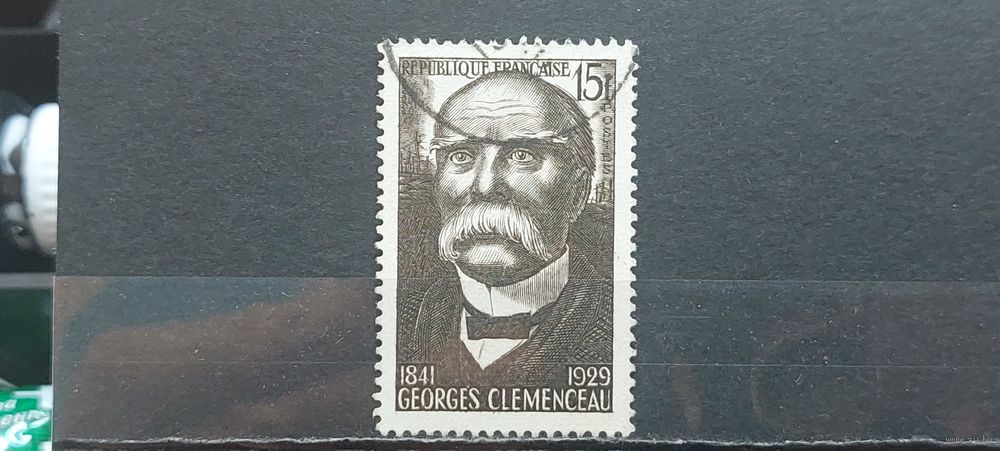 REPUBLIQUE FRANÇAISE 15F
POSTES
1841 1929
GEORGES CLEMENCEAU